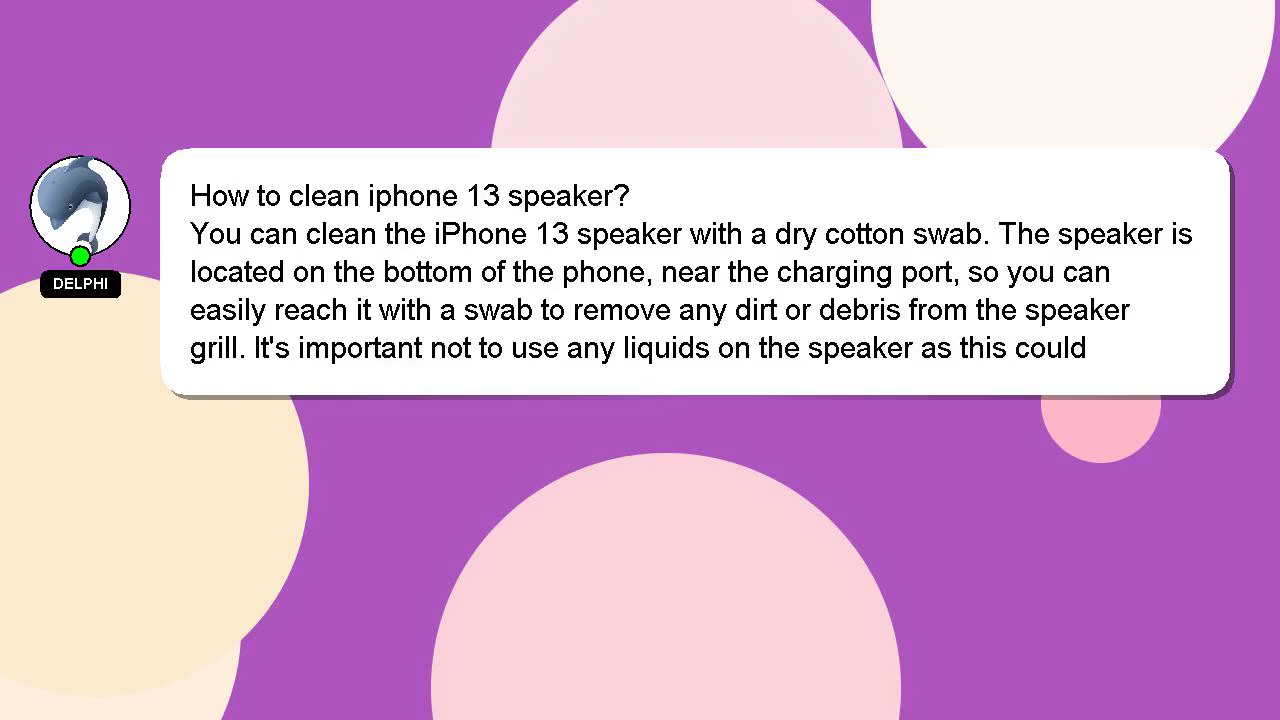 How to clean iphone 13 speaker?
You can clean the iPhone 13 speaker with a dry cotton swab. The speaker is
located on the bottom of the phone, near the charging port, so you can
easily reach it with a swab to remove any dirt or debris from the speaker
grill. It's important not to use any liquids on the speaker as this could
DELPHI